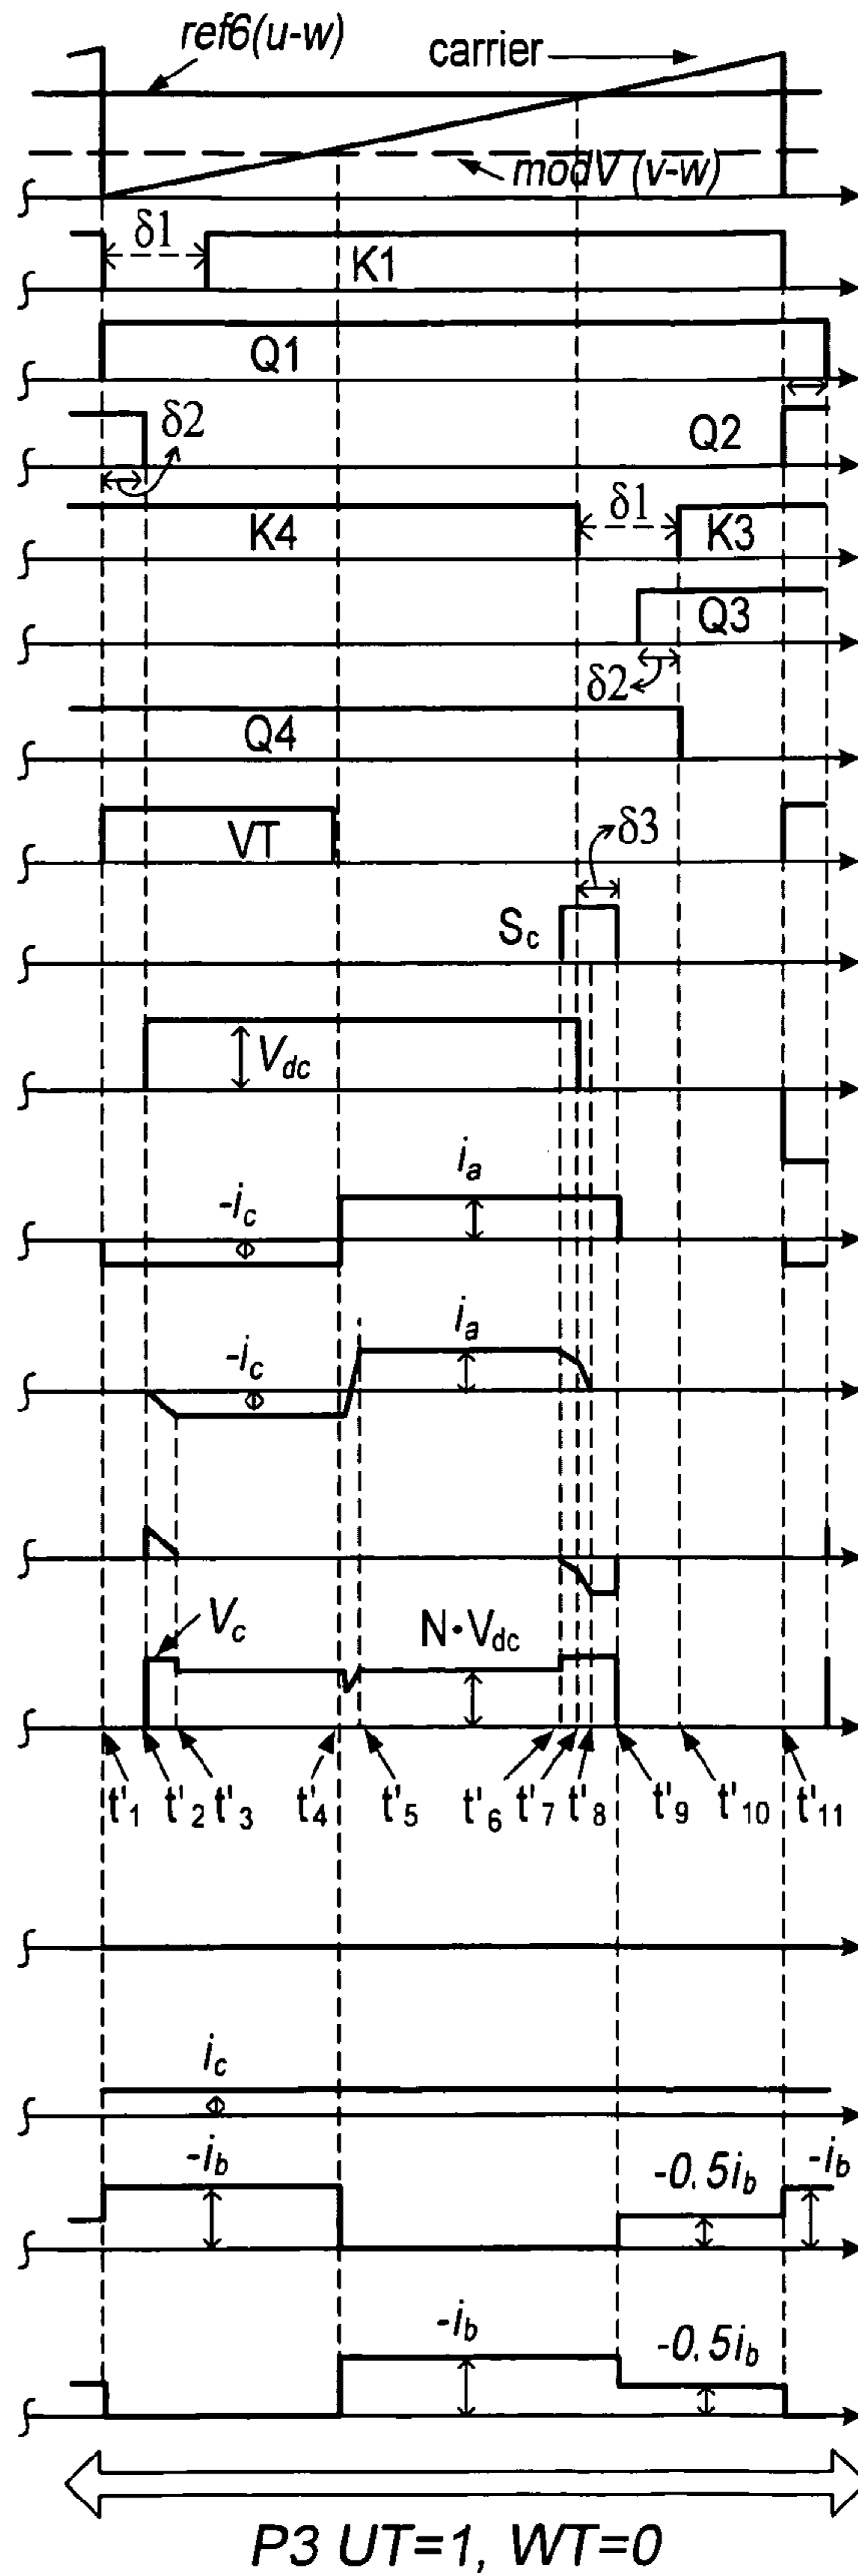 ref6(u-w)
carrier
modV (v-w)
δ1
K1
Q1
δ2
Q2
K4
δ1
K3
Q3
δ2
Q4
VT
δ3
Sc
Vdc
-ic
ia
-ic
ia
Vc
N·Vdc
t'1 t'2 t'3 t'4 t'5 t'6 t'7 t'8 t'9 t'10 t'11
ic
-ib
-0.5ib
-ib
-ib
-0.5ib
P3 UT=1, WT=0